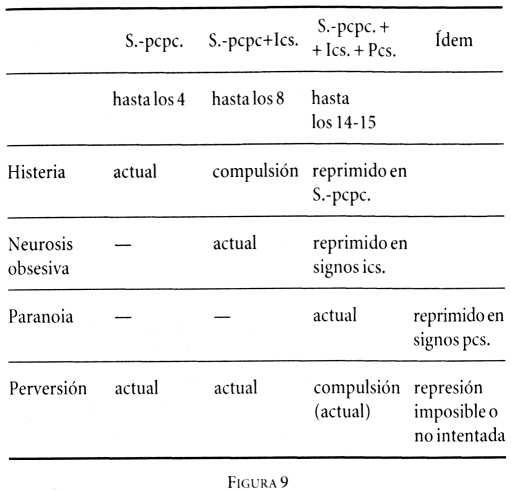 S.-pcpc. S.-pcpc+Ics. S.-pcpc. + Ídem
+ Ics. + Pcs.
hasta los 4 hasta los 8 hasta
los 14-15
Histeria actual compulsión reprimido en
S.-pcpc.
Neurosis — actual reprimido en
obsesiva signos ics.
Paranoia — — actual reprimido en
signos pcs.
Perversión actual actual compulsión represión
(actual) imposible o
no intentada
FIGURA 9